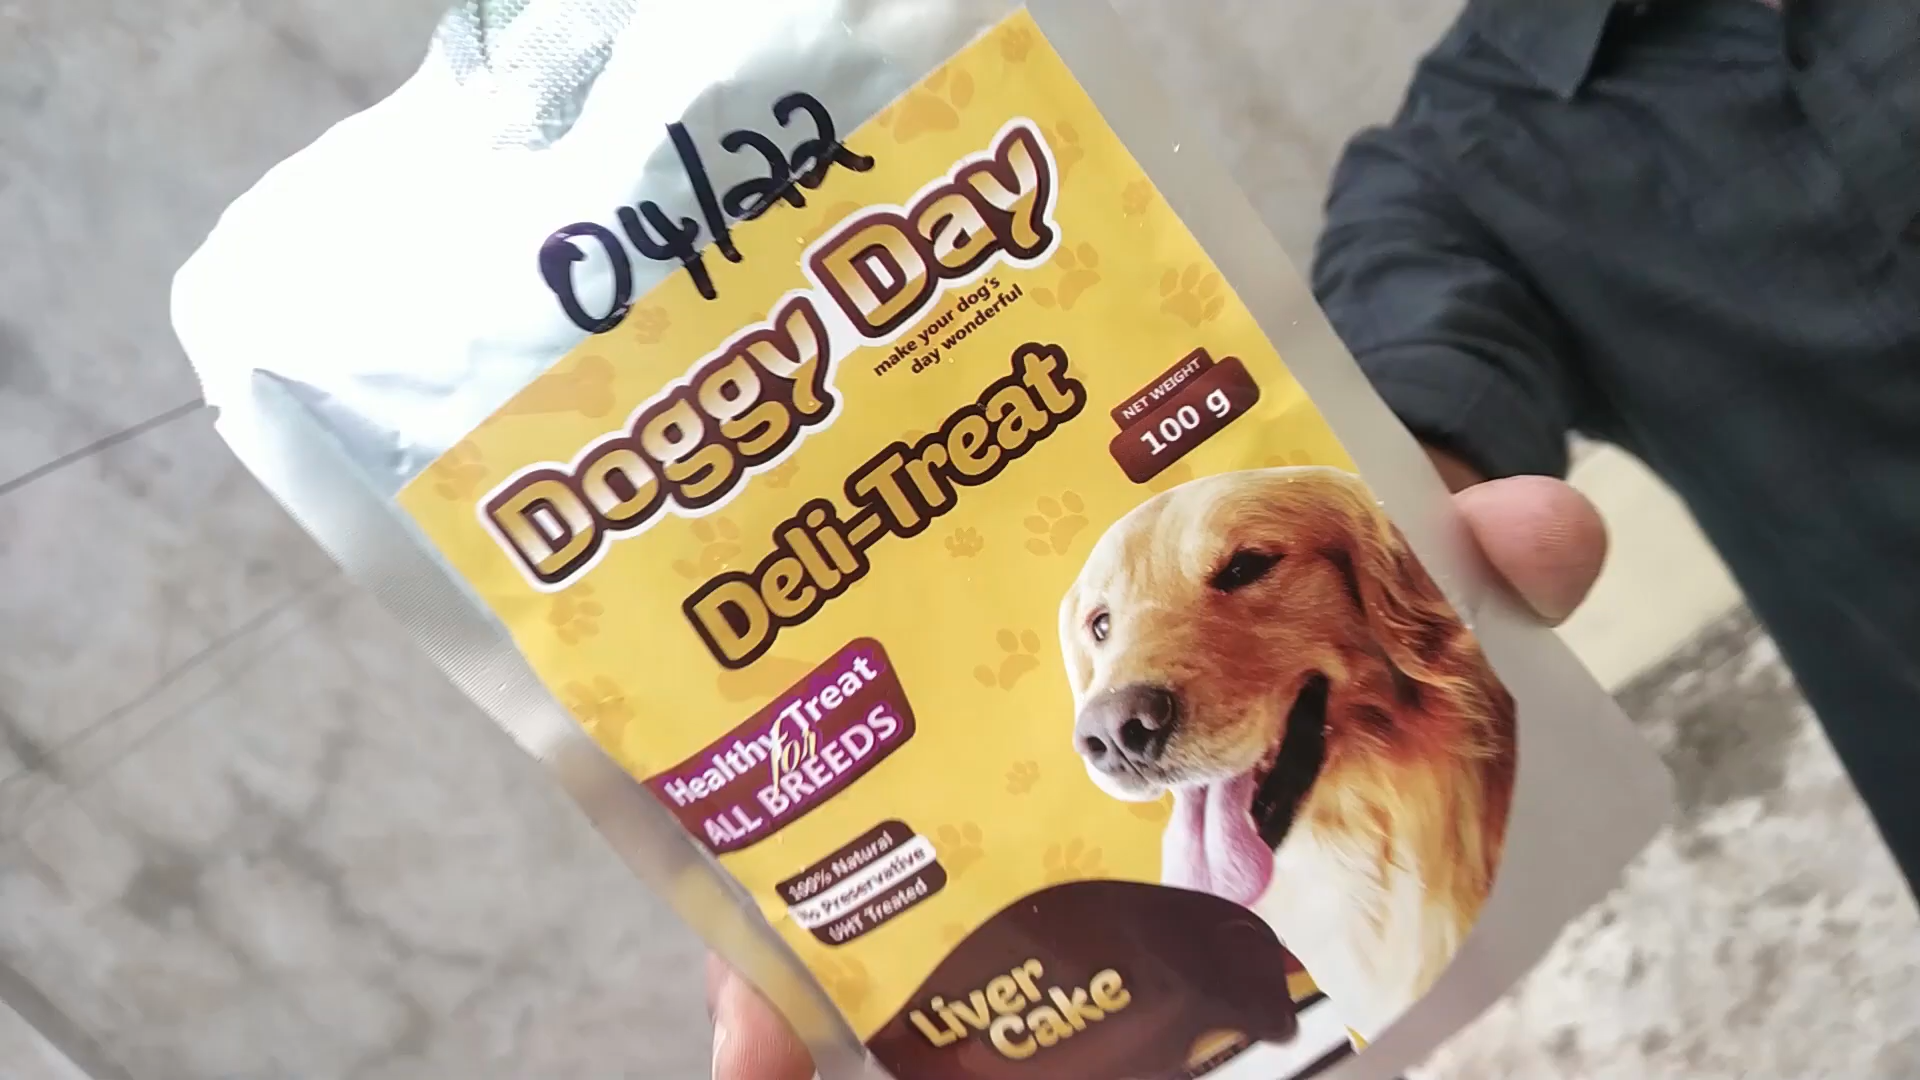 04/22
Doggy Day
make your dog's
day wonderful
Deli-Treat
NET WEIGHT
100 g
Healthy Treat
for
ALL BREEDS
100% Natural
No Preservative
UHT Treated
Liver
Cake